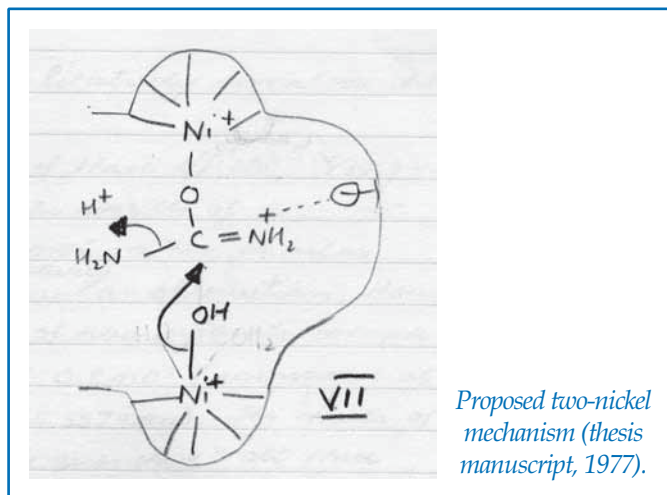 Ni +
O
H+
+
C = NH2
H2N
OH
Ni +
VII
Proposed two-nickel
mechanism (thesis
manuscript, 1977).